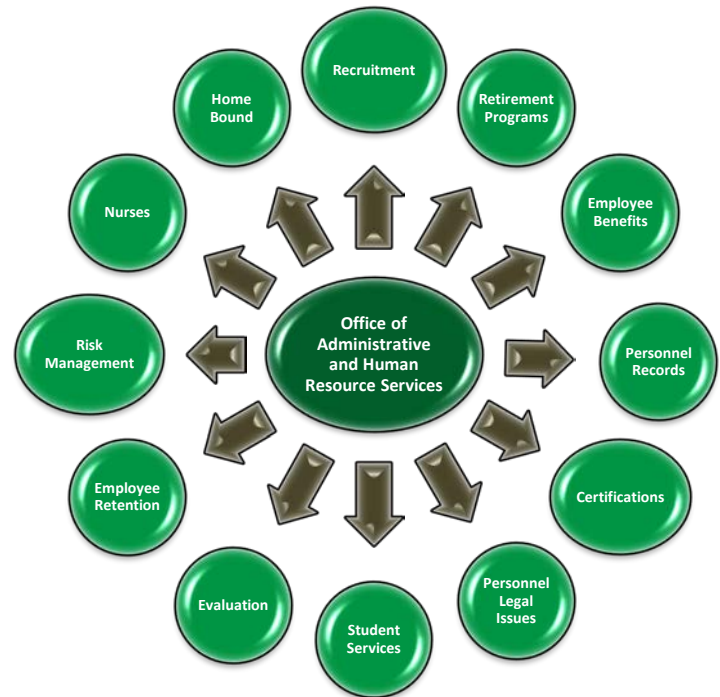 Recruitment
Retirement
Programs
Employee
Benefits
Personnel
Records
Certifications
Personnel
Legal
Issues
Student
Services
Evaluation
Employee
Retention
Risk
Management
Nurses
Home
Bound
Office of
Administrative
and Human
Resource Services